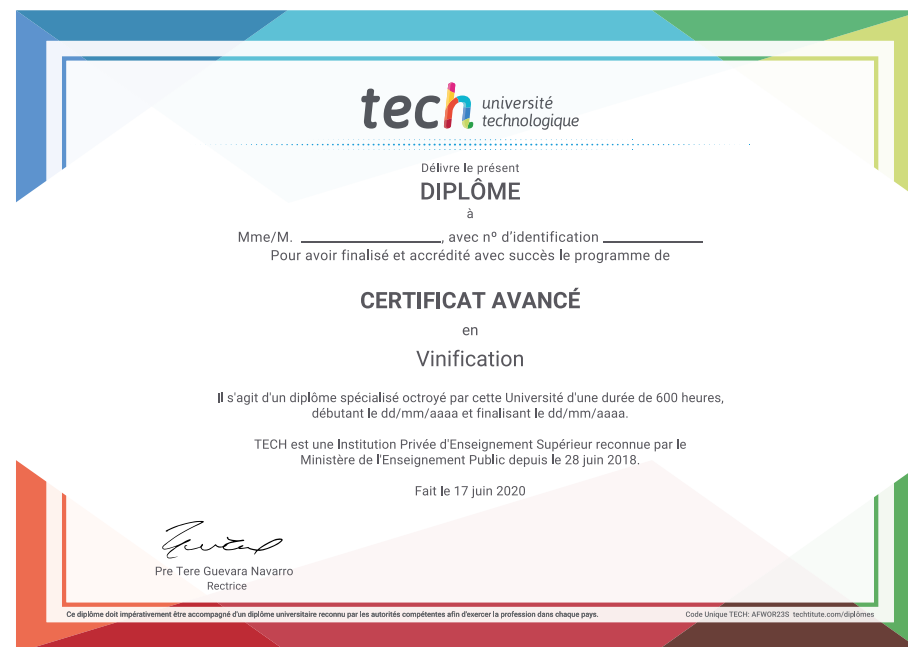 tech université
technologique
Délivre le présent
DIPLÔME
à
Mme/M. ____________________, avec nº d'identification ______________
Pour avoir finalisé et accrédité avec succès le programme de
CERTIFICAT AVANCÉ
en
Vinification
Il s'agit d'un diplôme spécialisé octroyé par cette Université d'une durée de 600 heures,
débutant le dd/mm/aaaa et finalisant le dd/mm/aaaa.
TECH est une Institution Privée d'Enseignement Supérieur reconnue par le
Ministère de l'Enseignement Public depuis le 28 juin 2018.
Fait le 17 juin 2020
Pre Tere Guevara Navarro
Rectrice
Ce diplôme doit impérativement être accompagné d'un diplôme universitaire reconnu par les autorités compétentes afin d'exercer la profession dans chaque pays.
Code Unique TECH: AFWOR23S techtitute.com/diplômes